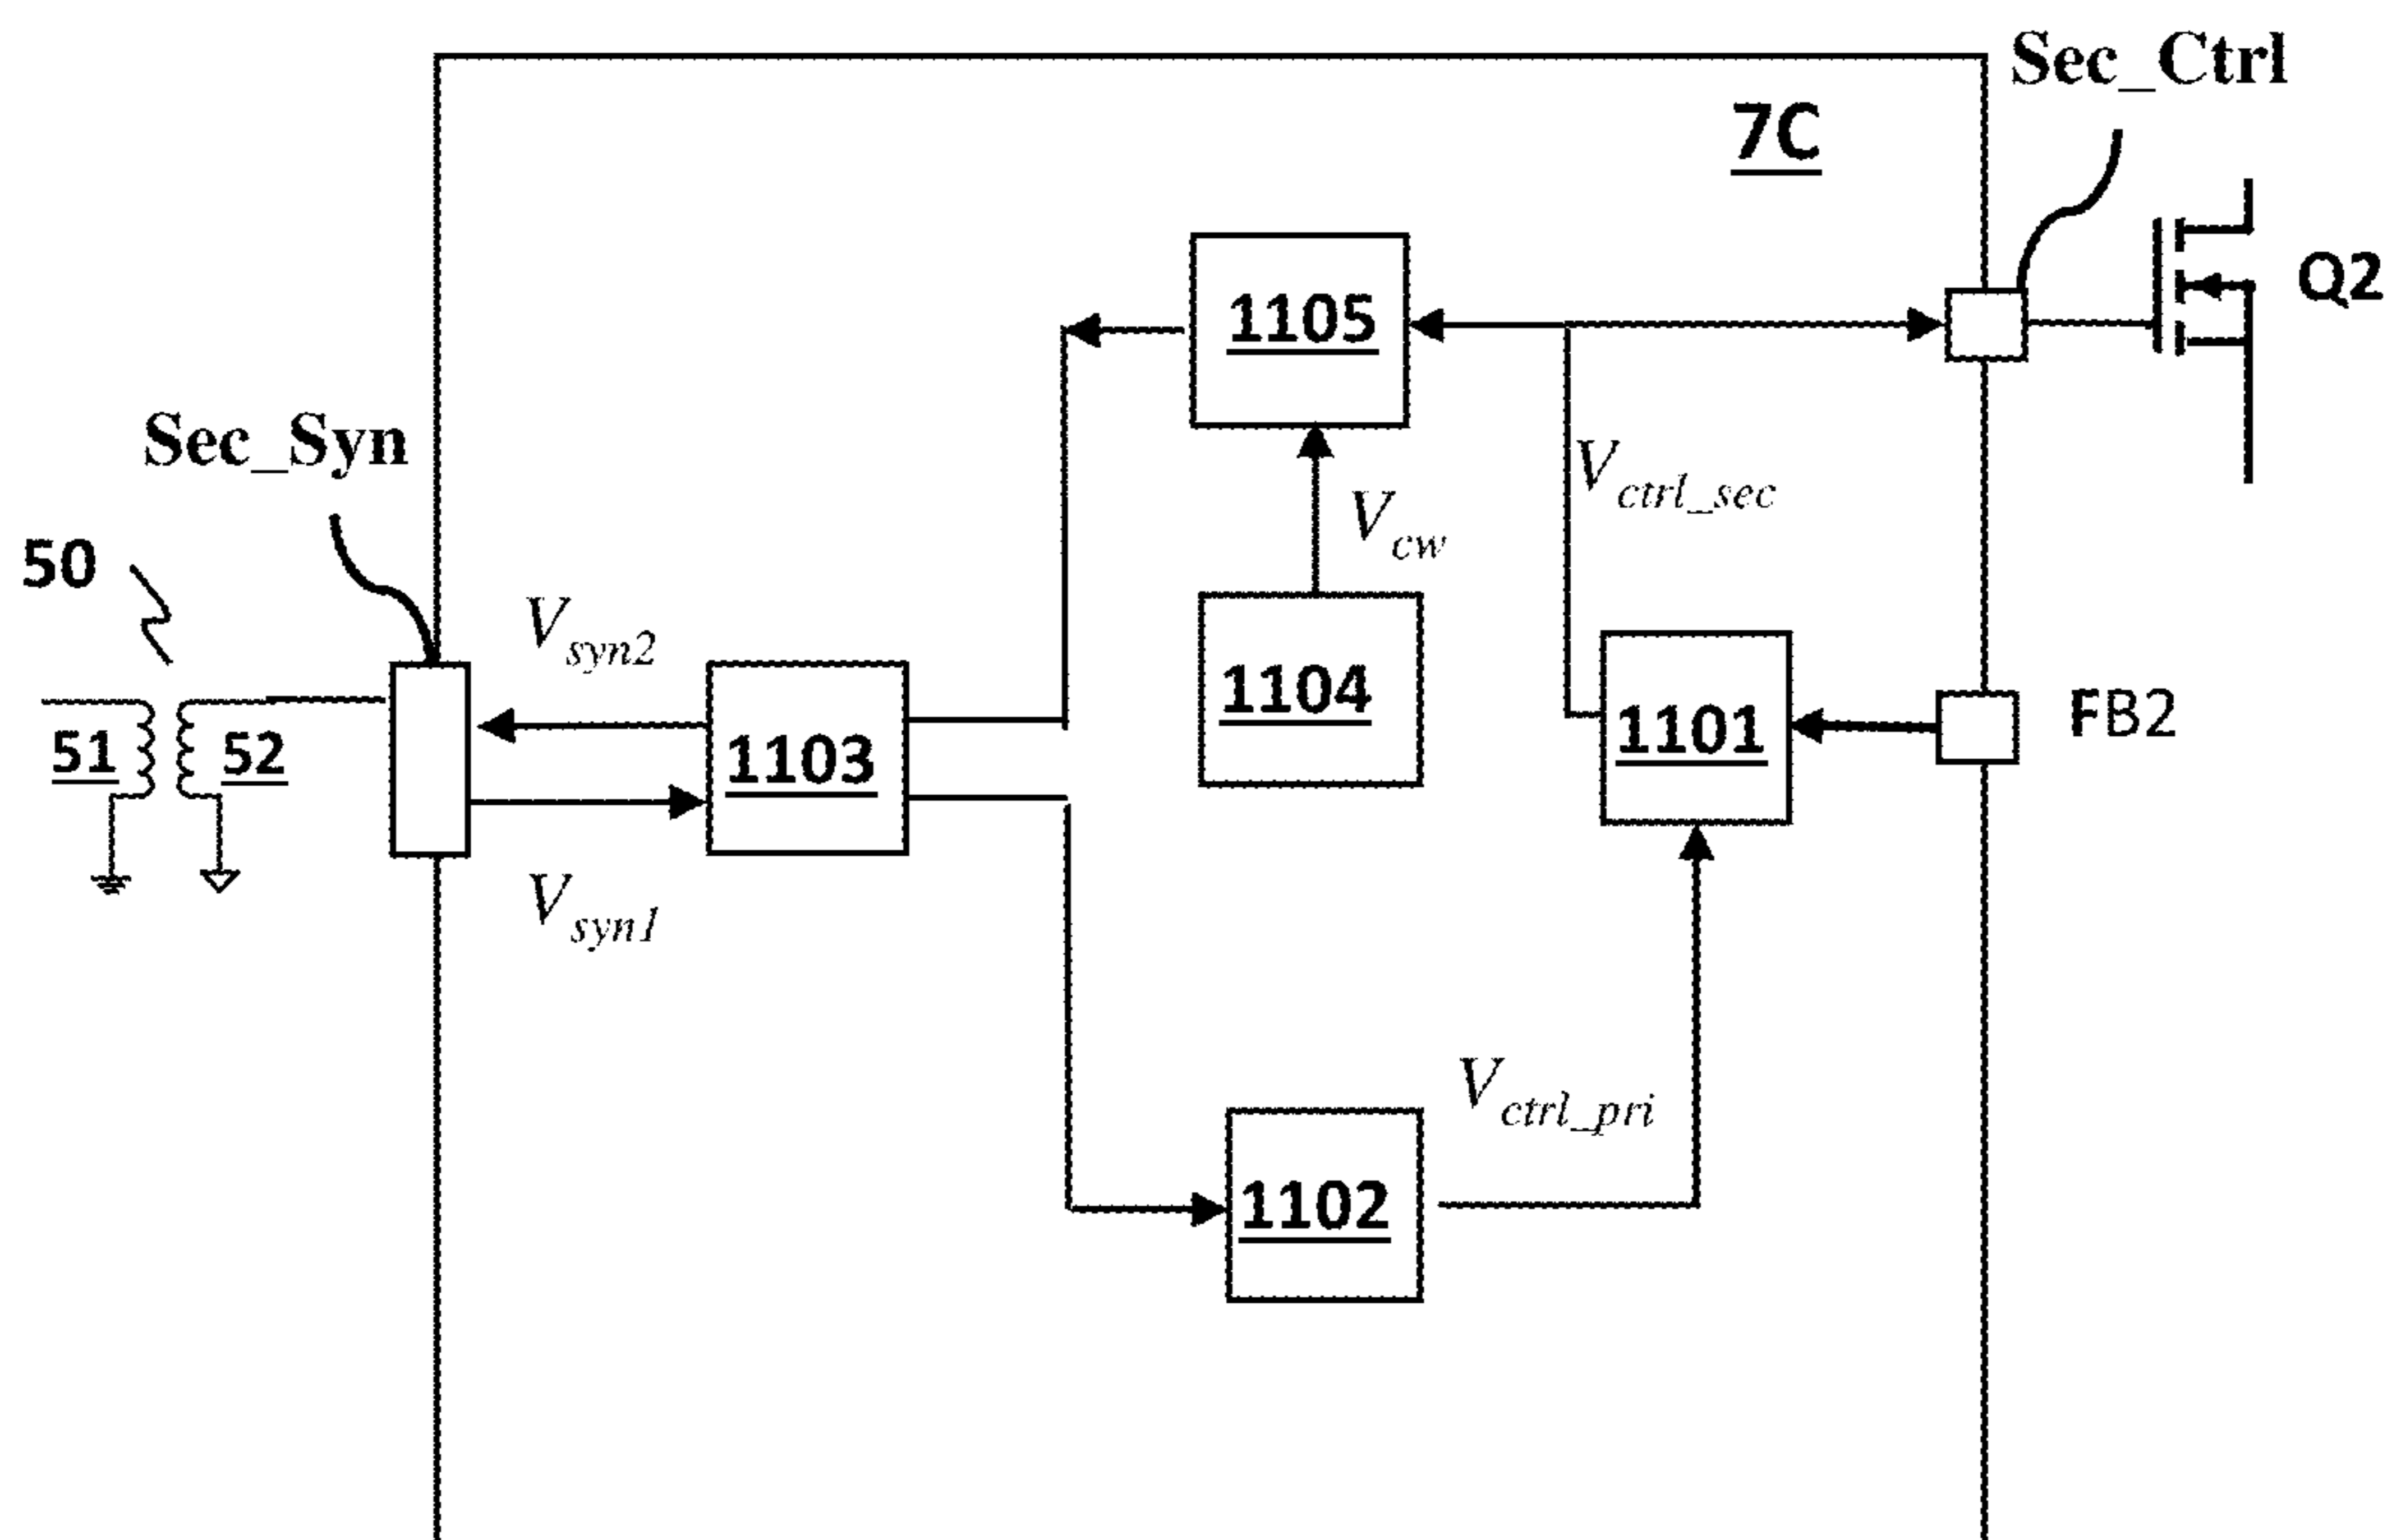 Sec_Ctrl
7C
Q2
1105
Sec_Syn
V_ctrl_sec
V_cw
50
V_syn2
1104
FB2
51
52
1103
1101
V_syn1
V_ctrl_pri
1102